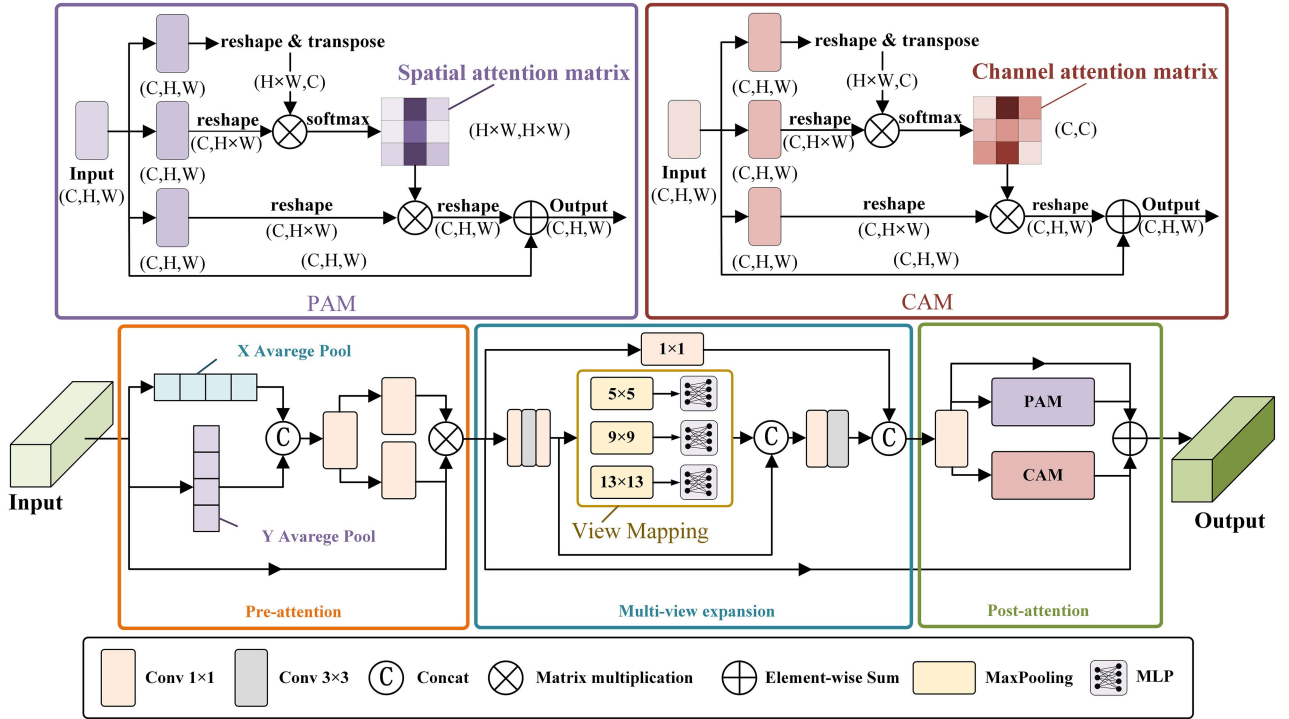 reshape & transpose
(C,H,W)
(H×W,C)
Spatial attention matrix
reshape
softmax
(C,H×W)
(H×W,H×W)
Input
(C,H,W)
(C,H,W)
reshape
reshape
Output
(C,H×W)
(C,H,W)
(C,H,W)
(C,H,W)
(C,H,W)
PAM
reshape & transpose
(C,H,W)
(H×W,C)
Channel attention matrix
reshape
softmax
(C,H×W)
(C,C)
Input
(C,H,W)
(C,H,W)
reshape
reshape
Output
(C,H×W)
(C,H,W)
(C,H,W)
(C,H,W)
(C,H,W)
CAM
Input
X Avarege Pool
C
Y Avarege Pool
Pre-attention
1×1
5×5
9×9
13×13
View Mapping
C
C
Multi-view expansion
PAM
CAM
Post-attention
Output
Conv 1×1
Conv 3×3
C
Concat
Matrix multiplication
Element-wise Sum
MaxPooling
MLP